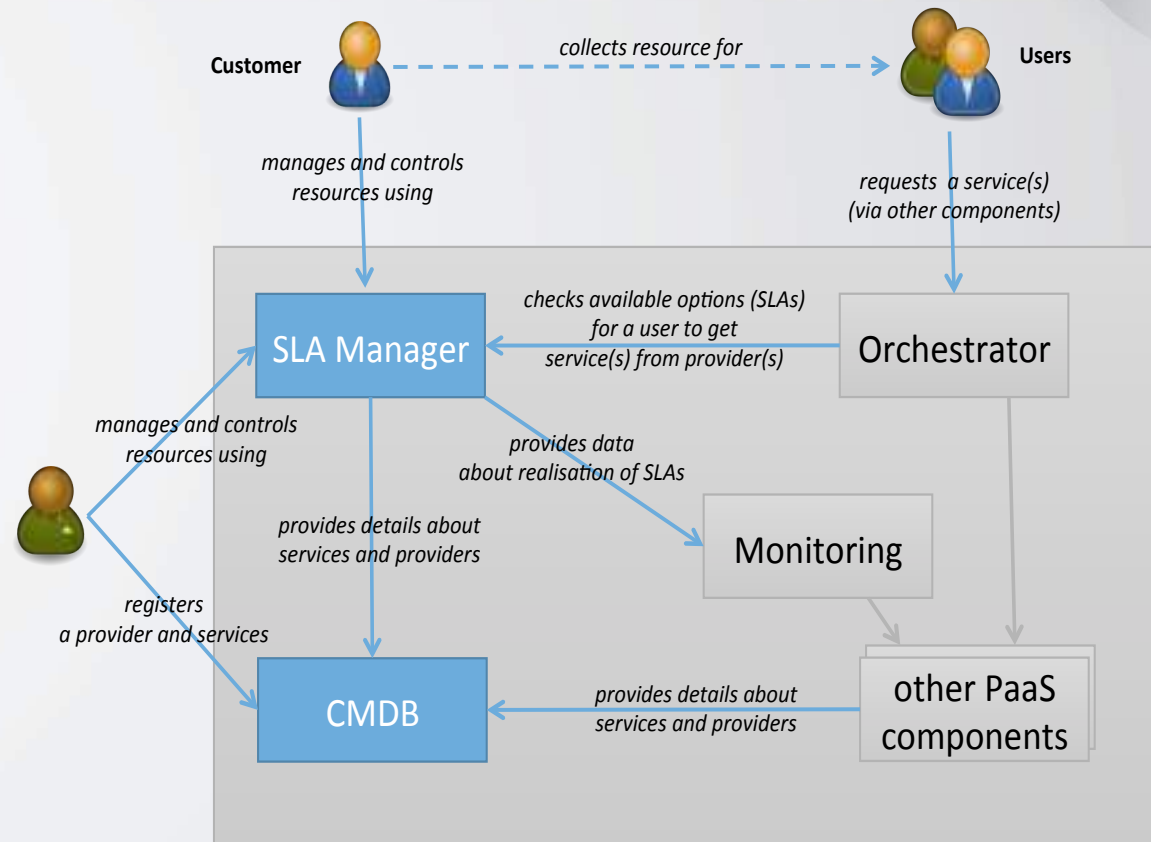 collects resource for
Customer
Users
manages and controls
resources using
requests  a service(s)
(via other components)
checks available options (SLAs)
for a user to get
service(s) from provider(s)
SLA Manager
Orchestrator
manages and controls
resources using
provides data
about realisation of SLAs
provides details about
services and providers
Monitoring
registers
a provider and services
CMDB
provides details about
services and providers
other PaaS
components